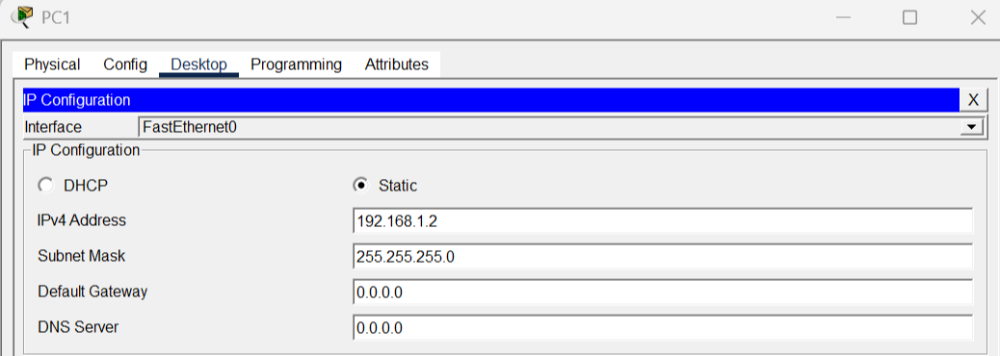 PC1
Physical Config Desktop Programming Attributes
IP Configuration X
Interface FastEthernet0
IP Configuration
DHCP Static
IPv4 Address 192.168.1.2
Subnet Mask 255.255.255.0
Default Gateway 0.0.0.0
DNS Server 0.0.0.0